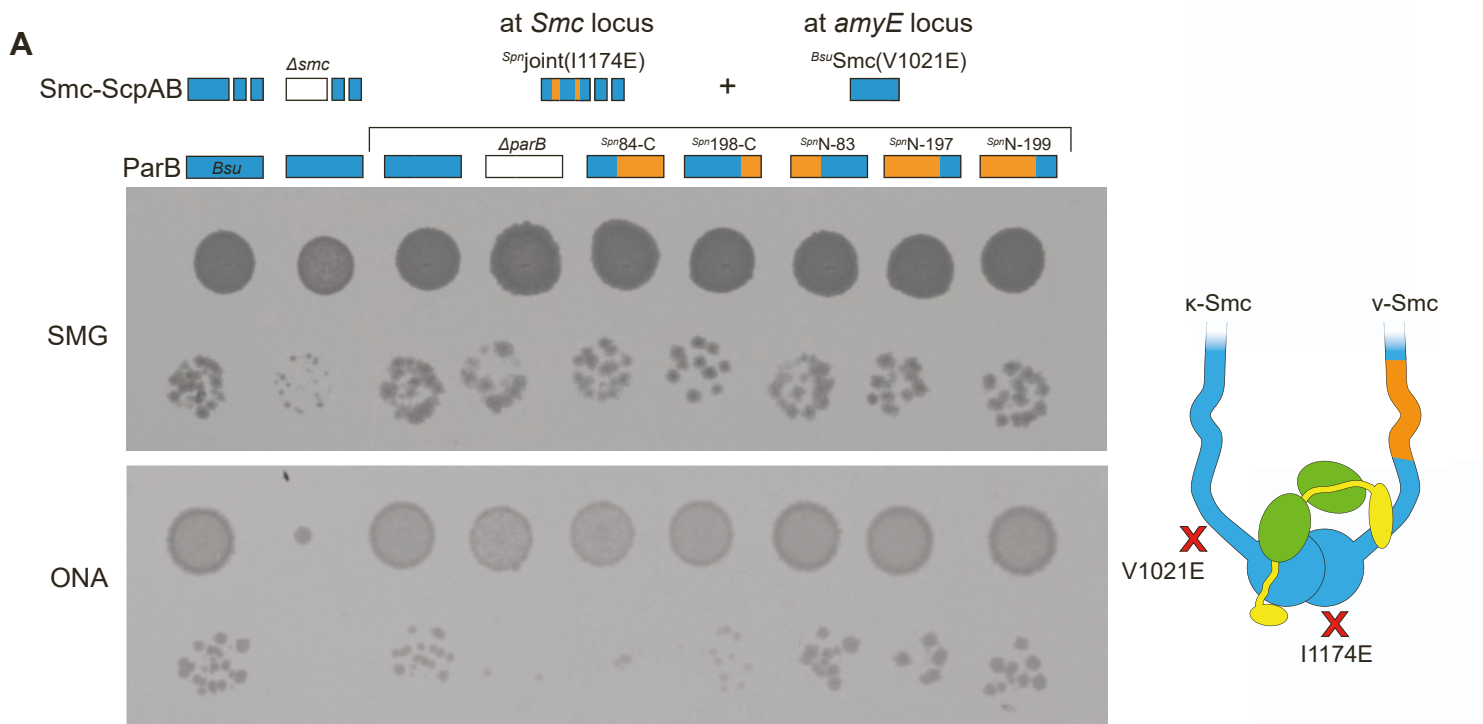 A
at Smc locus
at amyE locus
Smc-ScpAB
Δsmc
Spnjoint(I1174E)
+
BsuSmc(V1021E)
ParB
Bsu
ΔparB
Spn84-C
Spn198-C
SpnN-83
SpnN-197
SpnN-199
SMG
ONA
κ-Smc
ν-Smc
X
V1021E
X
I1174E